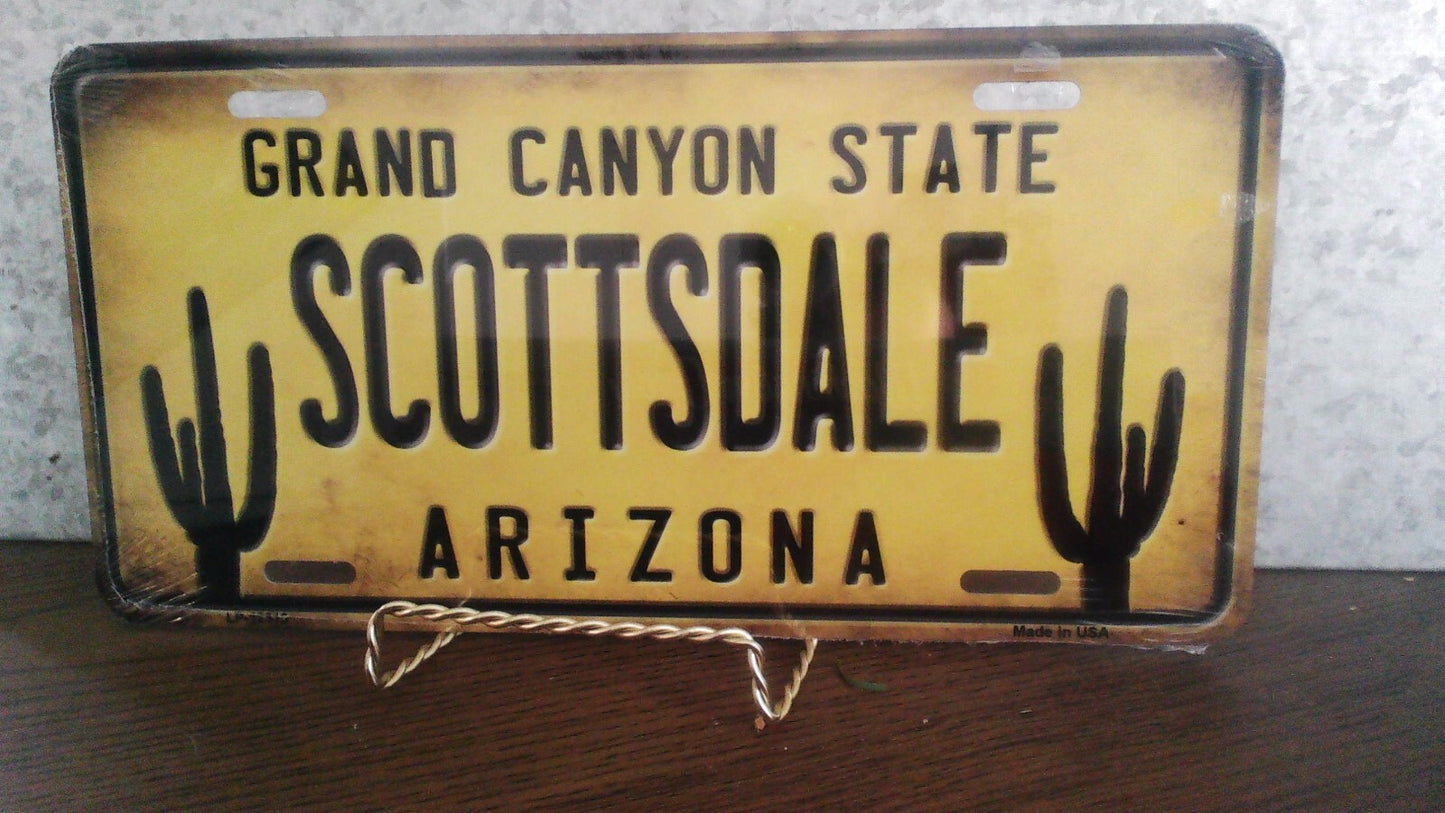 GRAND CANYON STATE
SCOTTSDALE
ARIZONA
Made in USA